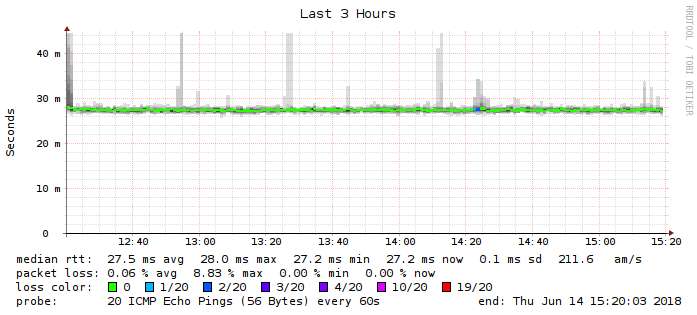 Last 3 Hours
RRDTOOL / TOBI OETIKER
Seconds
40 m
30 m
20 m
10 m
0
12:40 13:00 13:20 13:40 14:00 14:20 14:40 15:00 15:20
median rtt: 27.5 ms avg 28.0 ms max 27.2 ms min 27.2 ms now 0.1 ms sd 211.6 am/s
packet loss: 0.06 % avg 8.83 % max 0.00 % min 0.00 % now
loss color: 0 1/20 2/20 3/20 4/20 10/20 19/20
probe: 20 ICMP Echo Pings (56 Bytes) every 60s end: Thu Jun 14 15:20:03 2018